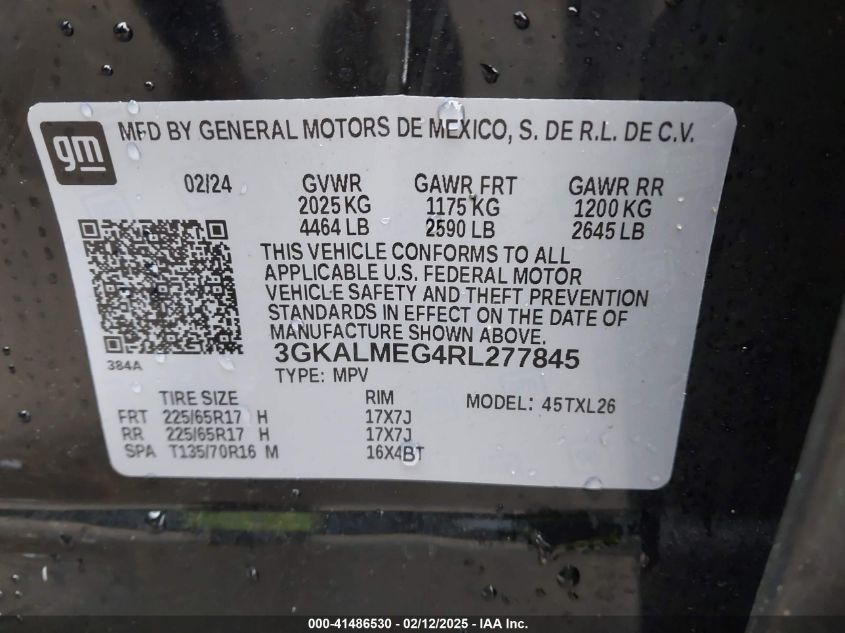 gm
MFD BY GENERAL MOTORS DE MEXICO, S. DE R.L. DE C.V.
02/24 GVWR GAWR FRT GAWR RR
2025 KG 1175 KG 1200 KG
4464 LB 2590 LB 2645 LB
THIS VEHICLE CONFORMS TO ALL
APPLICABLE U.S. FEDERAL MOTOR
VEHICLE SAFETY AND THEFT PREVENTION
STANDARDS IN EFFECT ON THE DATE OF
MANUFACTURE SHOWN ABOVE.
3GKALMEG4RL277845
384A
TYPE: MPV
TIRE SIZE RIM MODEL: 45TXL26
FRT 225/65R17 H 17X7J
RR 225/65R17 H 17X7J
SPA T135/70R16 M 16X4BT
000-41486530 - 02/12/2025 - IAA Inc.